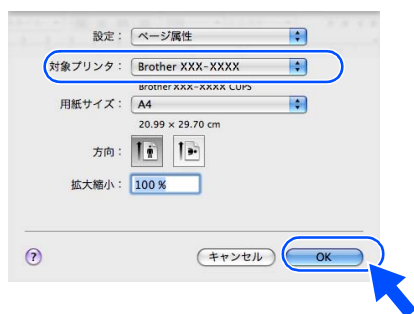 設定： ページ属性
対象プリンタ： Brother XXX-XXXX
Brother XXX-XXXX CUPS
用紙サイズ： A4
20.99 × 29.70 cm
方向：
拡大縮小： 100 %
? キャンセル OK